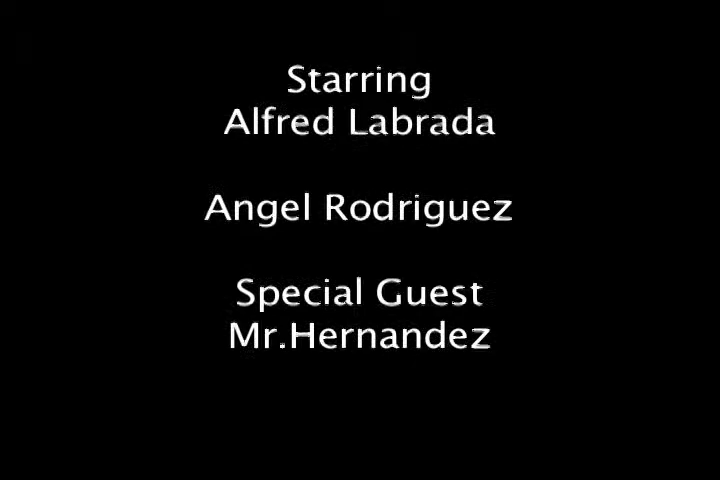 Starring
Alfred Labrada
Angel Rodriguez
Special Guest
Mr.Hernandez